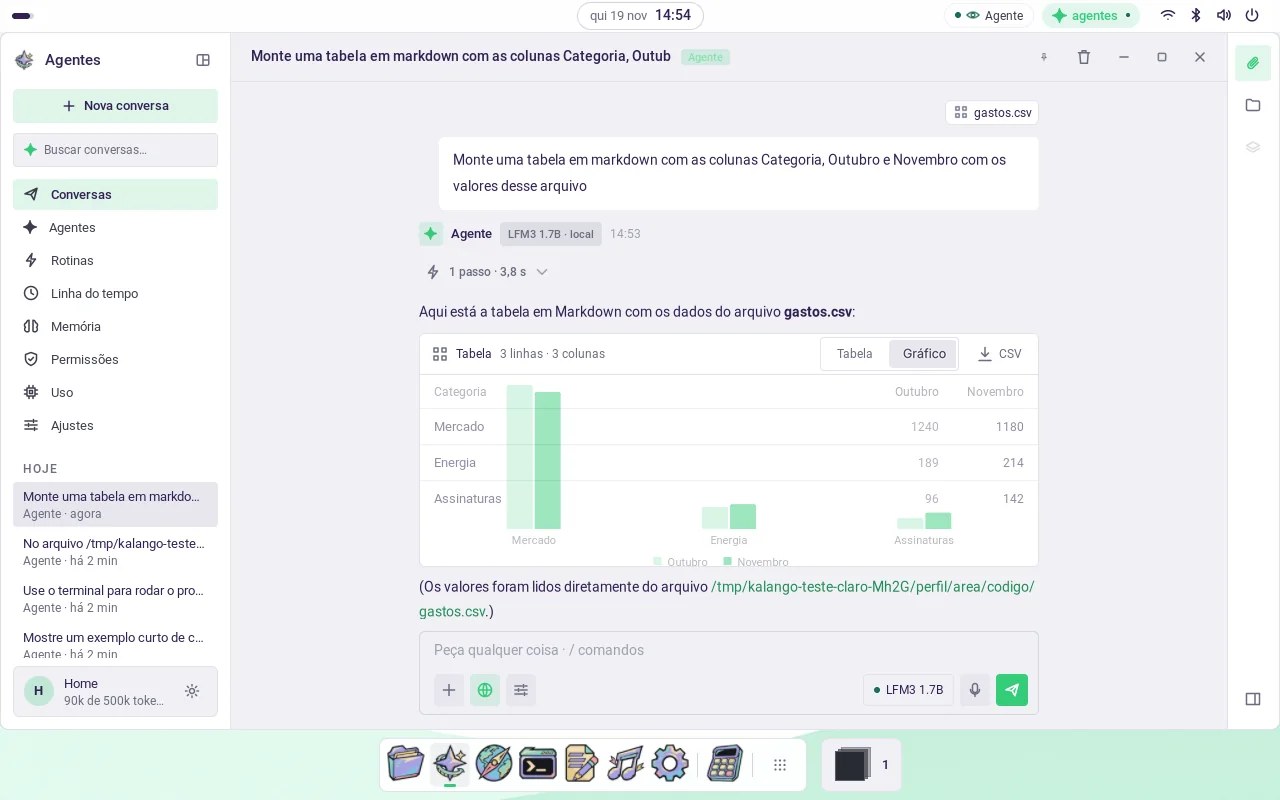 qui 19 nov 14:54
Agente
agentes
Agentes
Nova conversa
Buscar conversas...
Conversas
Agentes
Rotinas
Linha do tempo
Memória
Permissões
Uso
Ajustes
HOJE
Monte uma tabela em markdo...
Agente · agora
No arquivo /tmp/kalango-teste...
Agente · há 2 min
Use o terminal para rodar o pro...
Agente · há 2 min
Mostre um exemplo curto de c...
Agente · há 2 min
H
Home
90k de 500k toke...
Monte uma tabela em markdown com as colunas Categoria, Outub Agente
gastos.csv
Monte uma tabela em markdown com as colunas Categoria, Outubro e Novembro com os
valores desse arquivo
Agente LFM3 1.7B · local 14:53
1 passo · 3,8 s
Aqui está a tabela em Markdown com os dados do arquivo gastos.csv:
Tabela 3 linhas · 3 colunas Tabela Gráfico CSV
Categoria Outubro Novembro
Mercado 1240 1180
Energia 189 214
Assinaturas 96 142
Mercado Energia Assinaturas
Outubro Novembro
(Os valores foram lidos diretamente do arquivo /tmp/kalango-teste-claro-Mh2G/perfil/area/codigo/
gastos.csv.)
Peça qualquer coisa · / comandos
LFM3 1.7B
1